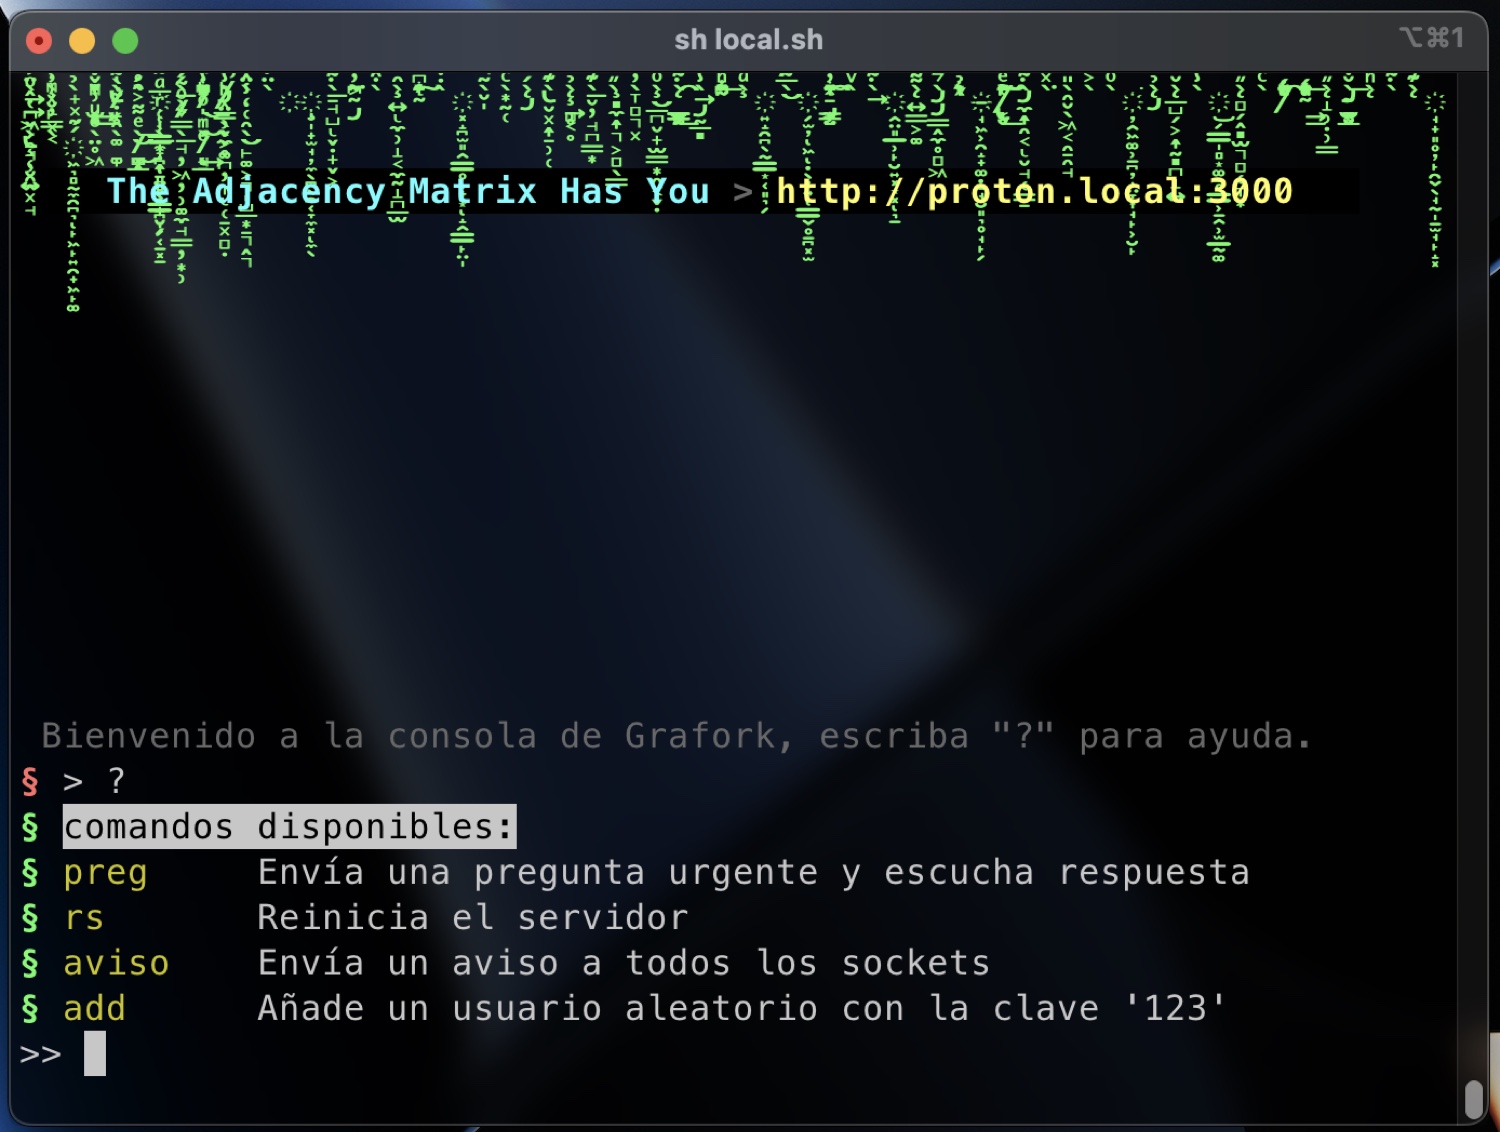 sh local.sh
⌥⌘1
The Adjacency Matrix Has You > http://proton.local:3000
Bienvenido a la consola de Grafork, escriba "?" para ayuda.
§ > ?
§ comandos disponibles:
§ preg Envía una pregunta urgente y escucha respuesta
§ rs Reinicia el servidor
§ aviso Envía un aviso a todos los sockets
§ add Añade un usuario aleatorio con la clave '123'
>>